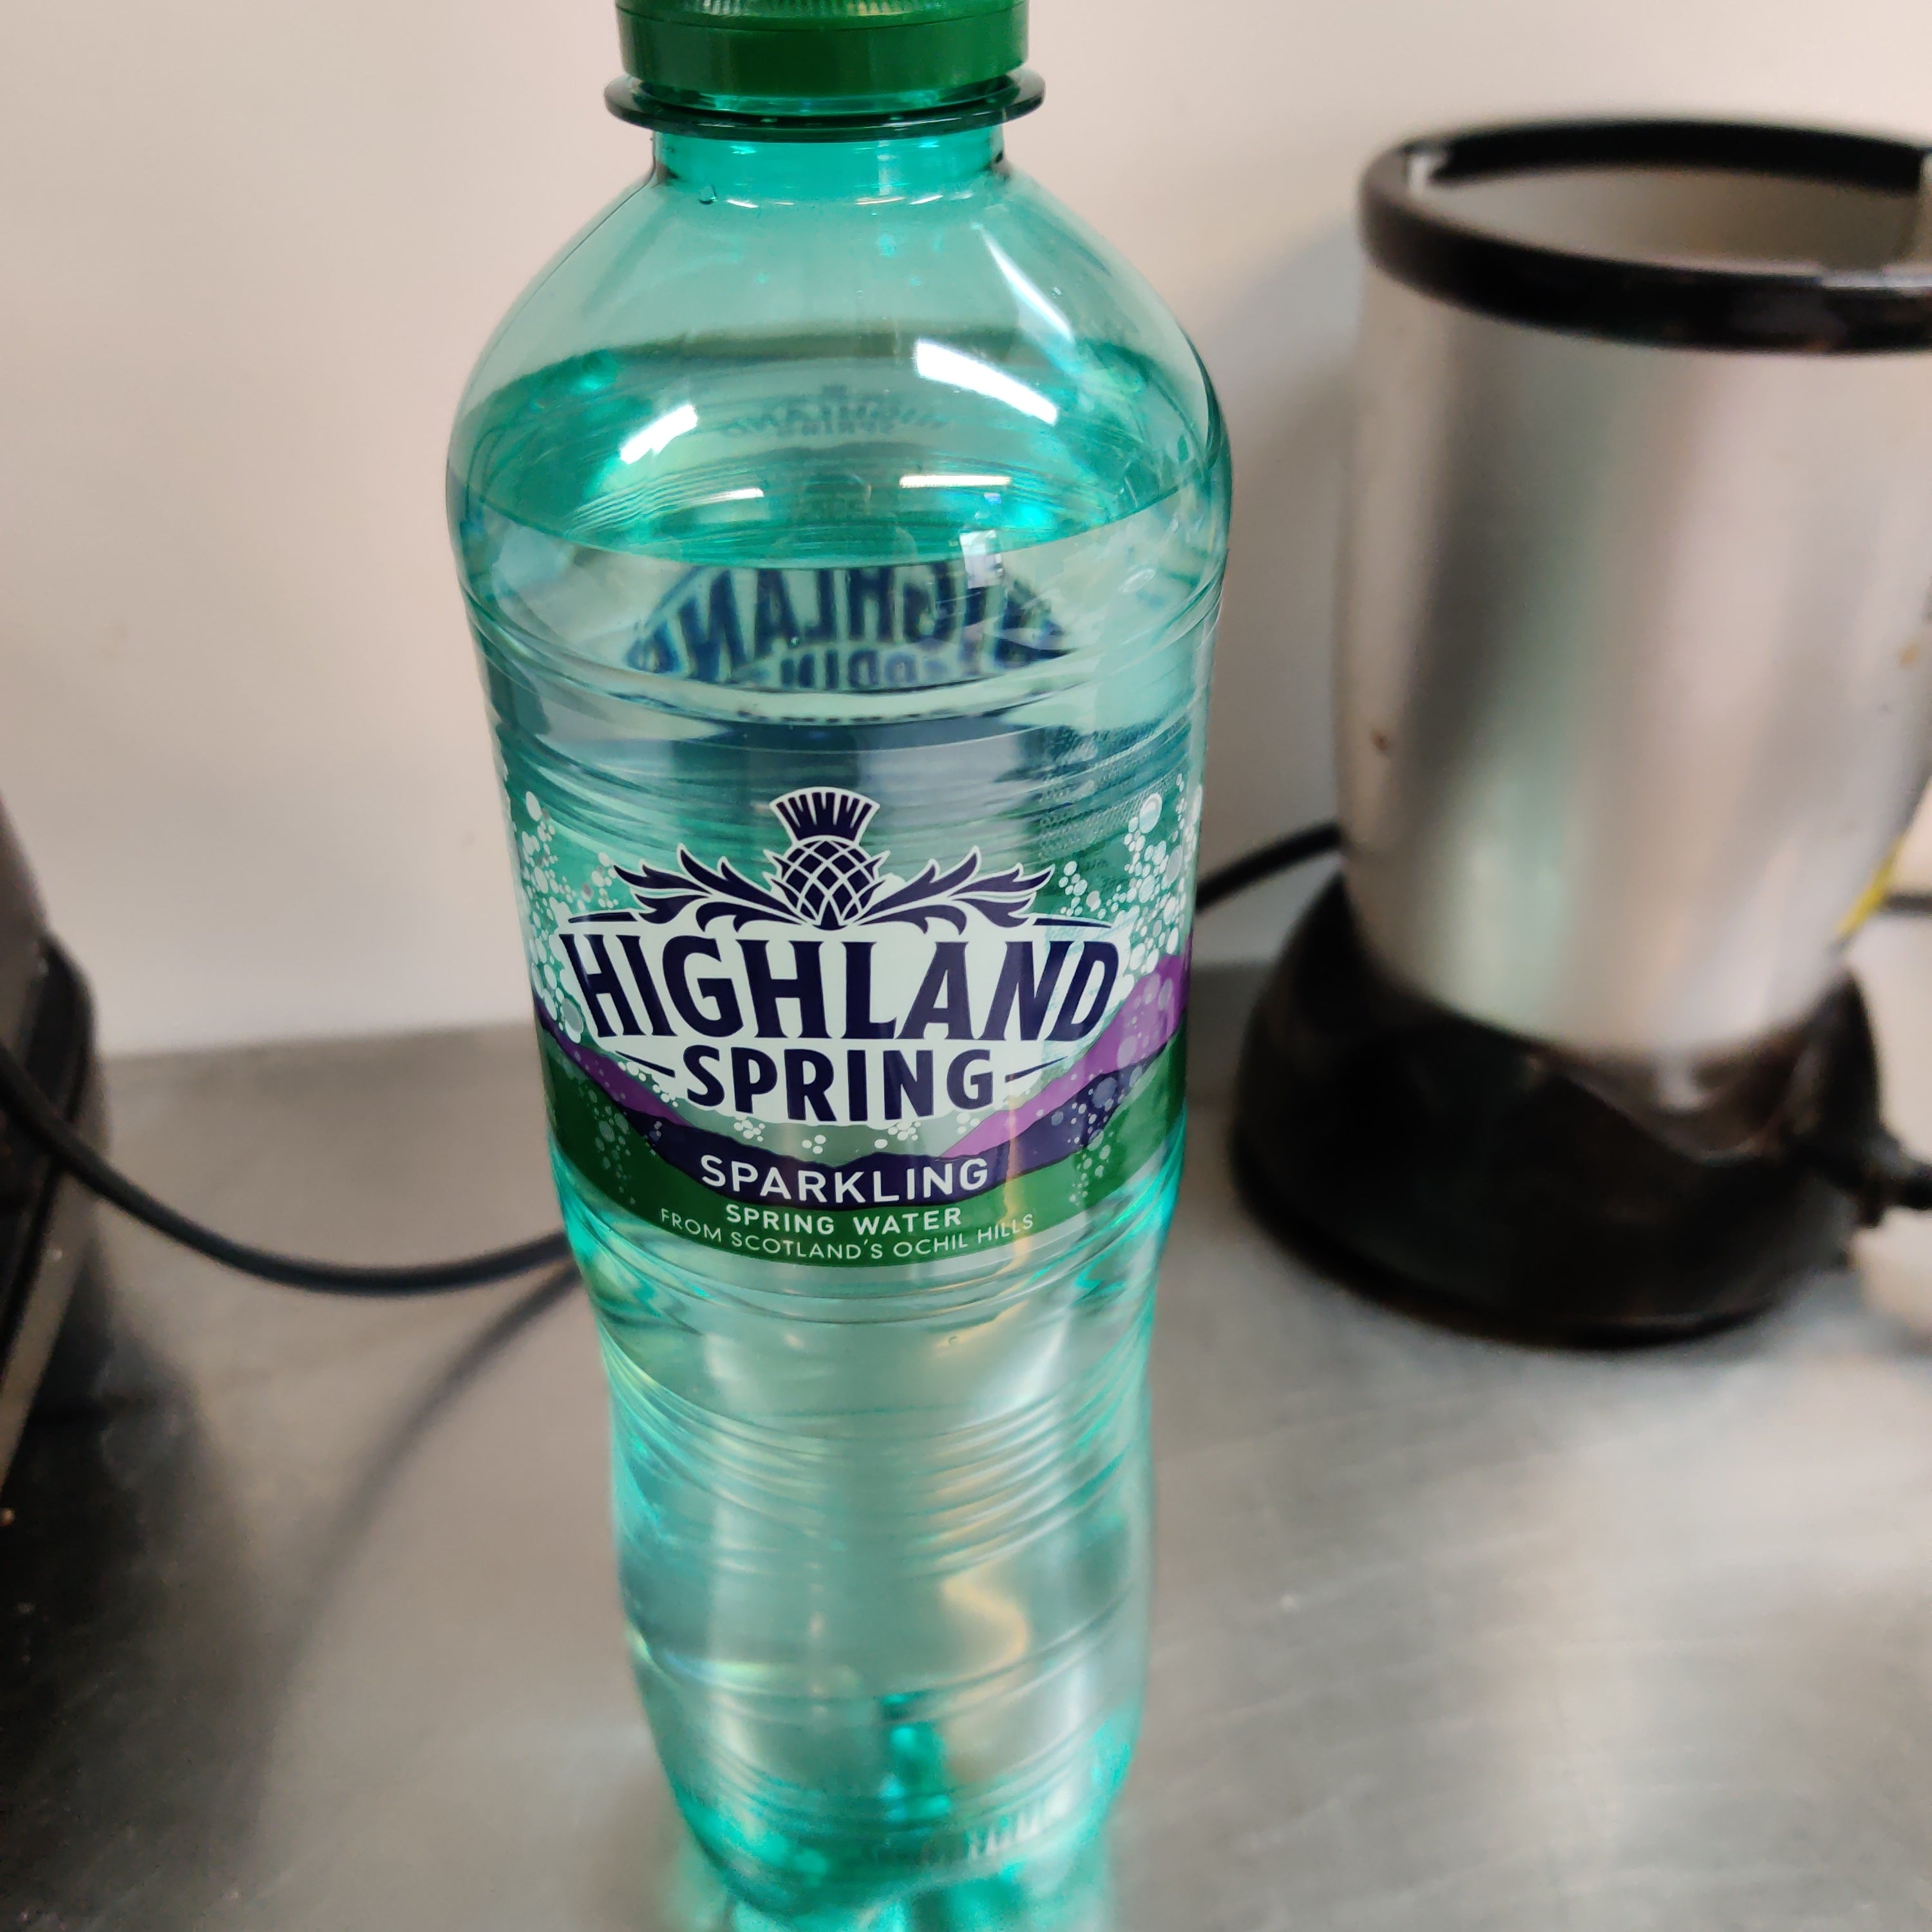 HIGHLAND
SPRING
SPARKLING
SPRING WATER
FROM SCOTLAND'S OCHIL HILLS